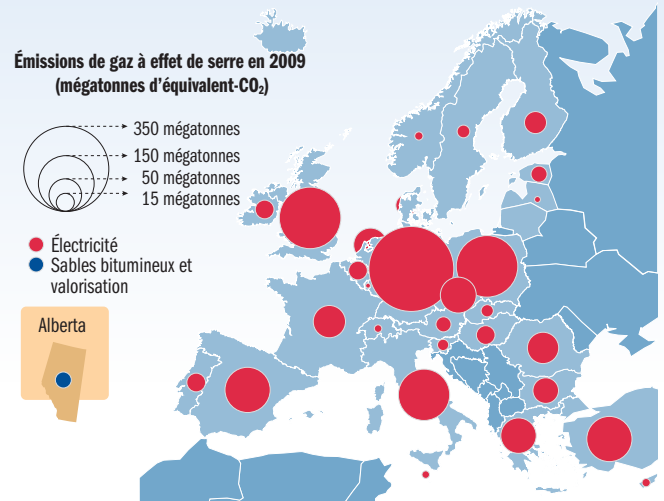 Émissions de gaz à effet de serre en 2009
(mégatonnes d’équivalent-CO₂)
350 mégatonnes
150 mégatonnes
50 mégatonnes
15 mégatonnes
Électricité
Sables bitumineux et
valorisation
Alberta